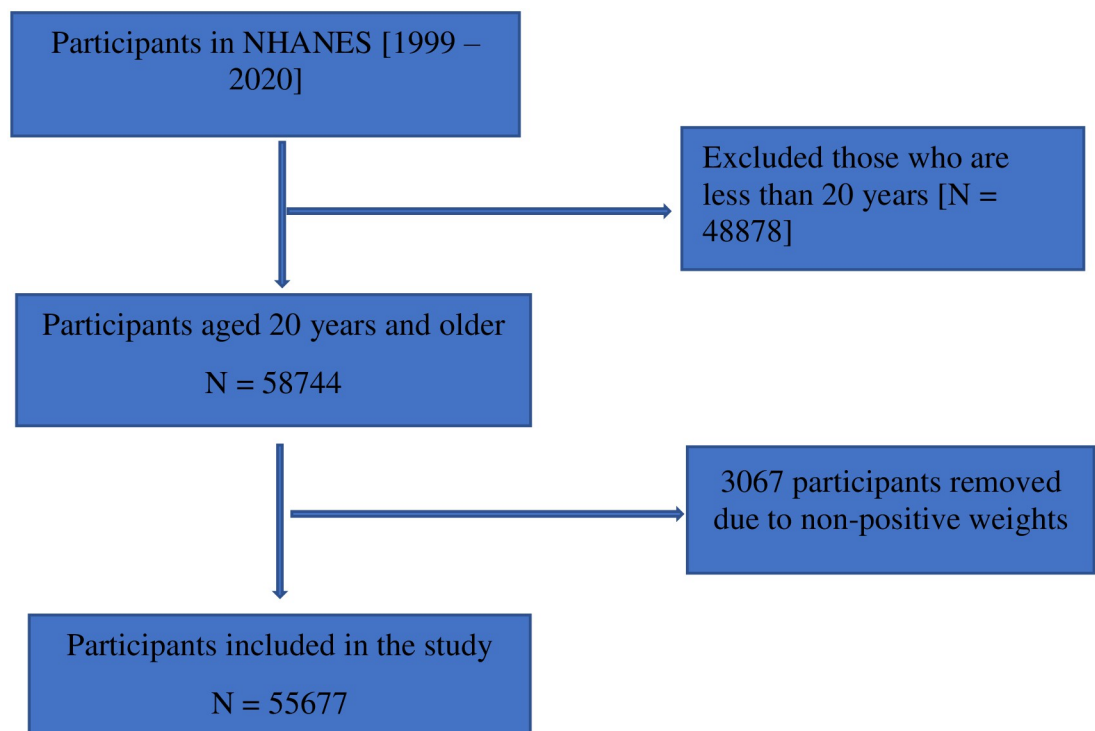 Participants in NHANES [1999 –
2020]
Excluded those who are
less than 20 years [N =
48878]
Participants aged 20 years and older
N = 58744
3067 participants removed
due to non-positive weights
Participants included in the study
N = 55677